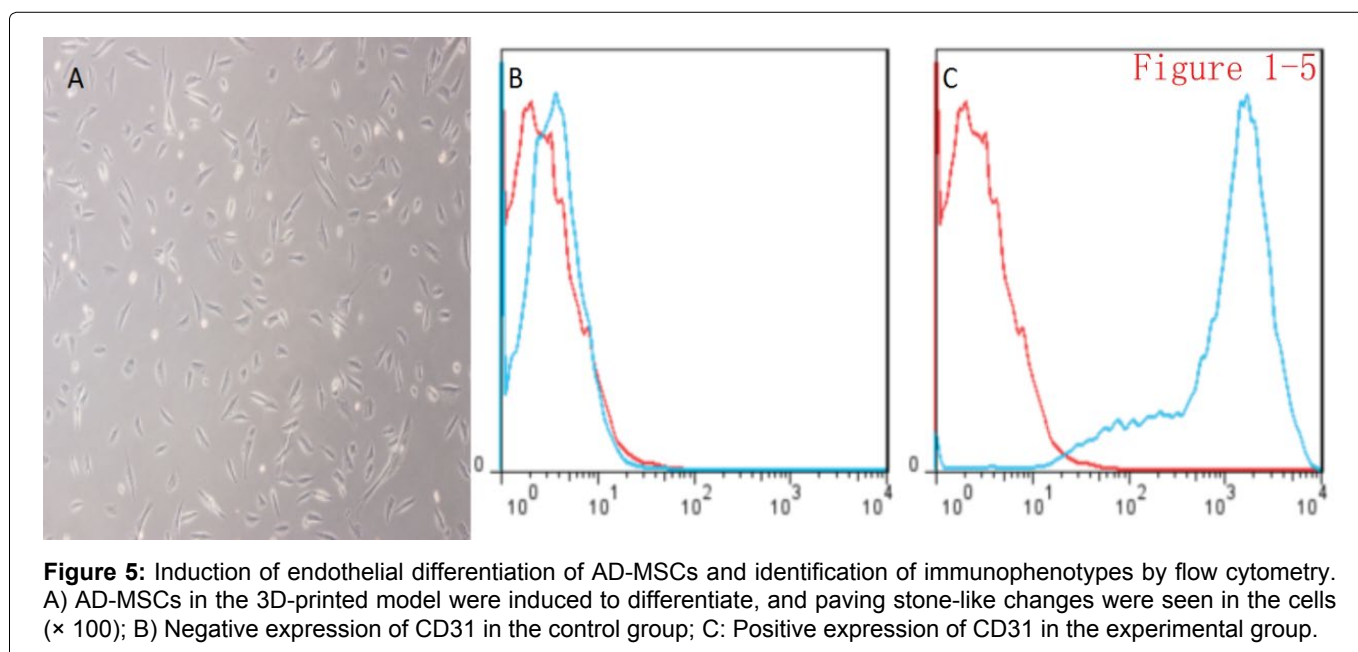 A
B
C
Figure 1-5
0
10^0 10^1 10^2 10^3 10^4
0
10^0 10^1 10^2 10^3 10^4
Figure 5: Induction of endothelial differentiation of AD-MSCs and identification of immunophenotypes by flow cytometry.
A) AD-MSCs in the 3D-printed model were induced to differentiate, and paving stone-like changes were seen in the cells
(× 100); B) Negative expression of CD31 in the control group; C: Positive expression of CD31 in the experimental group.